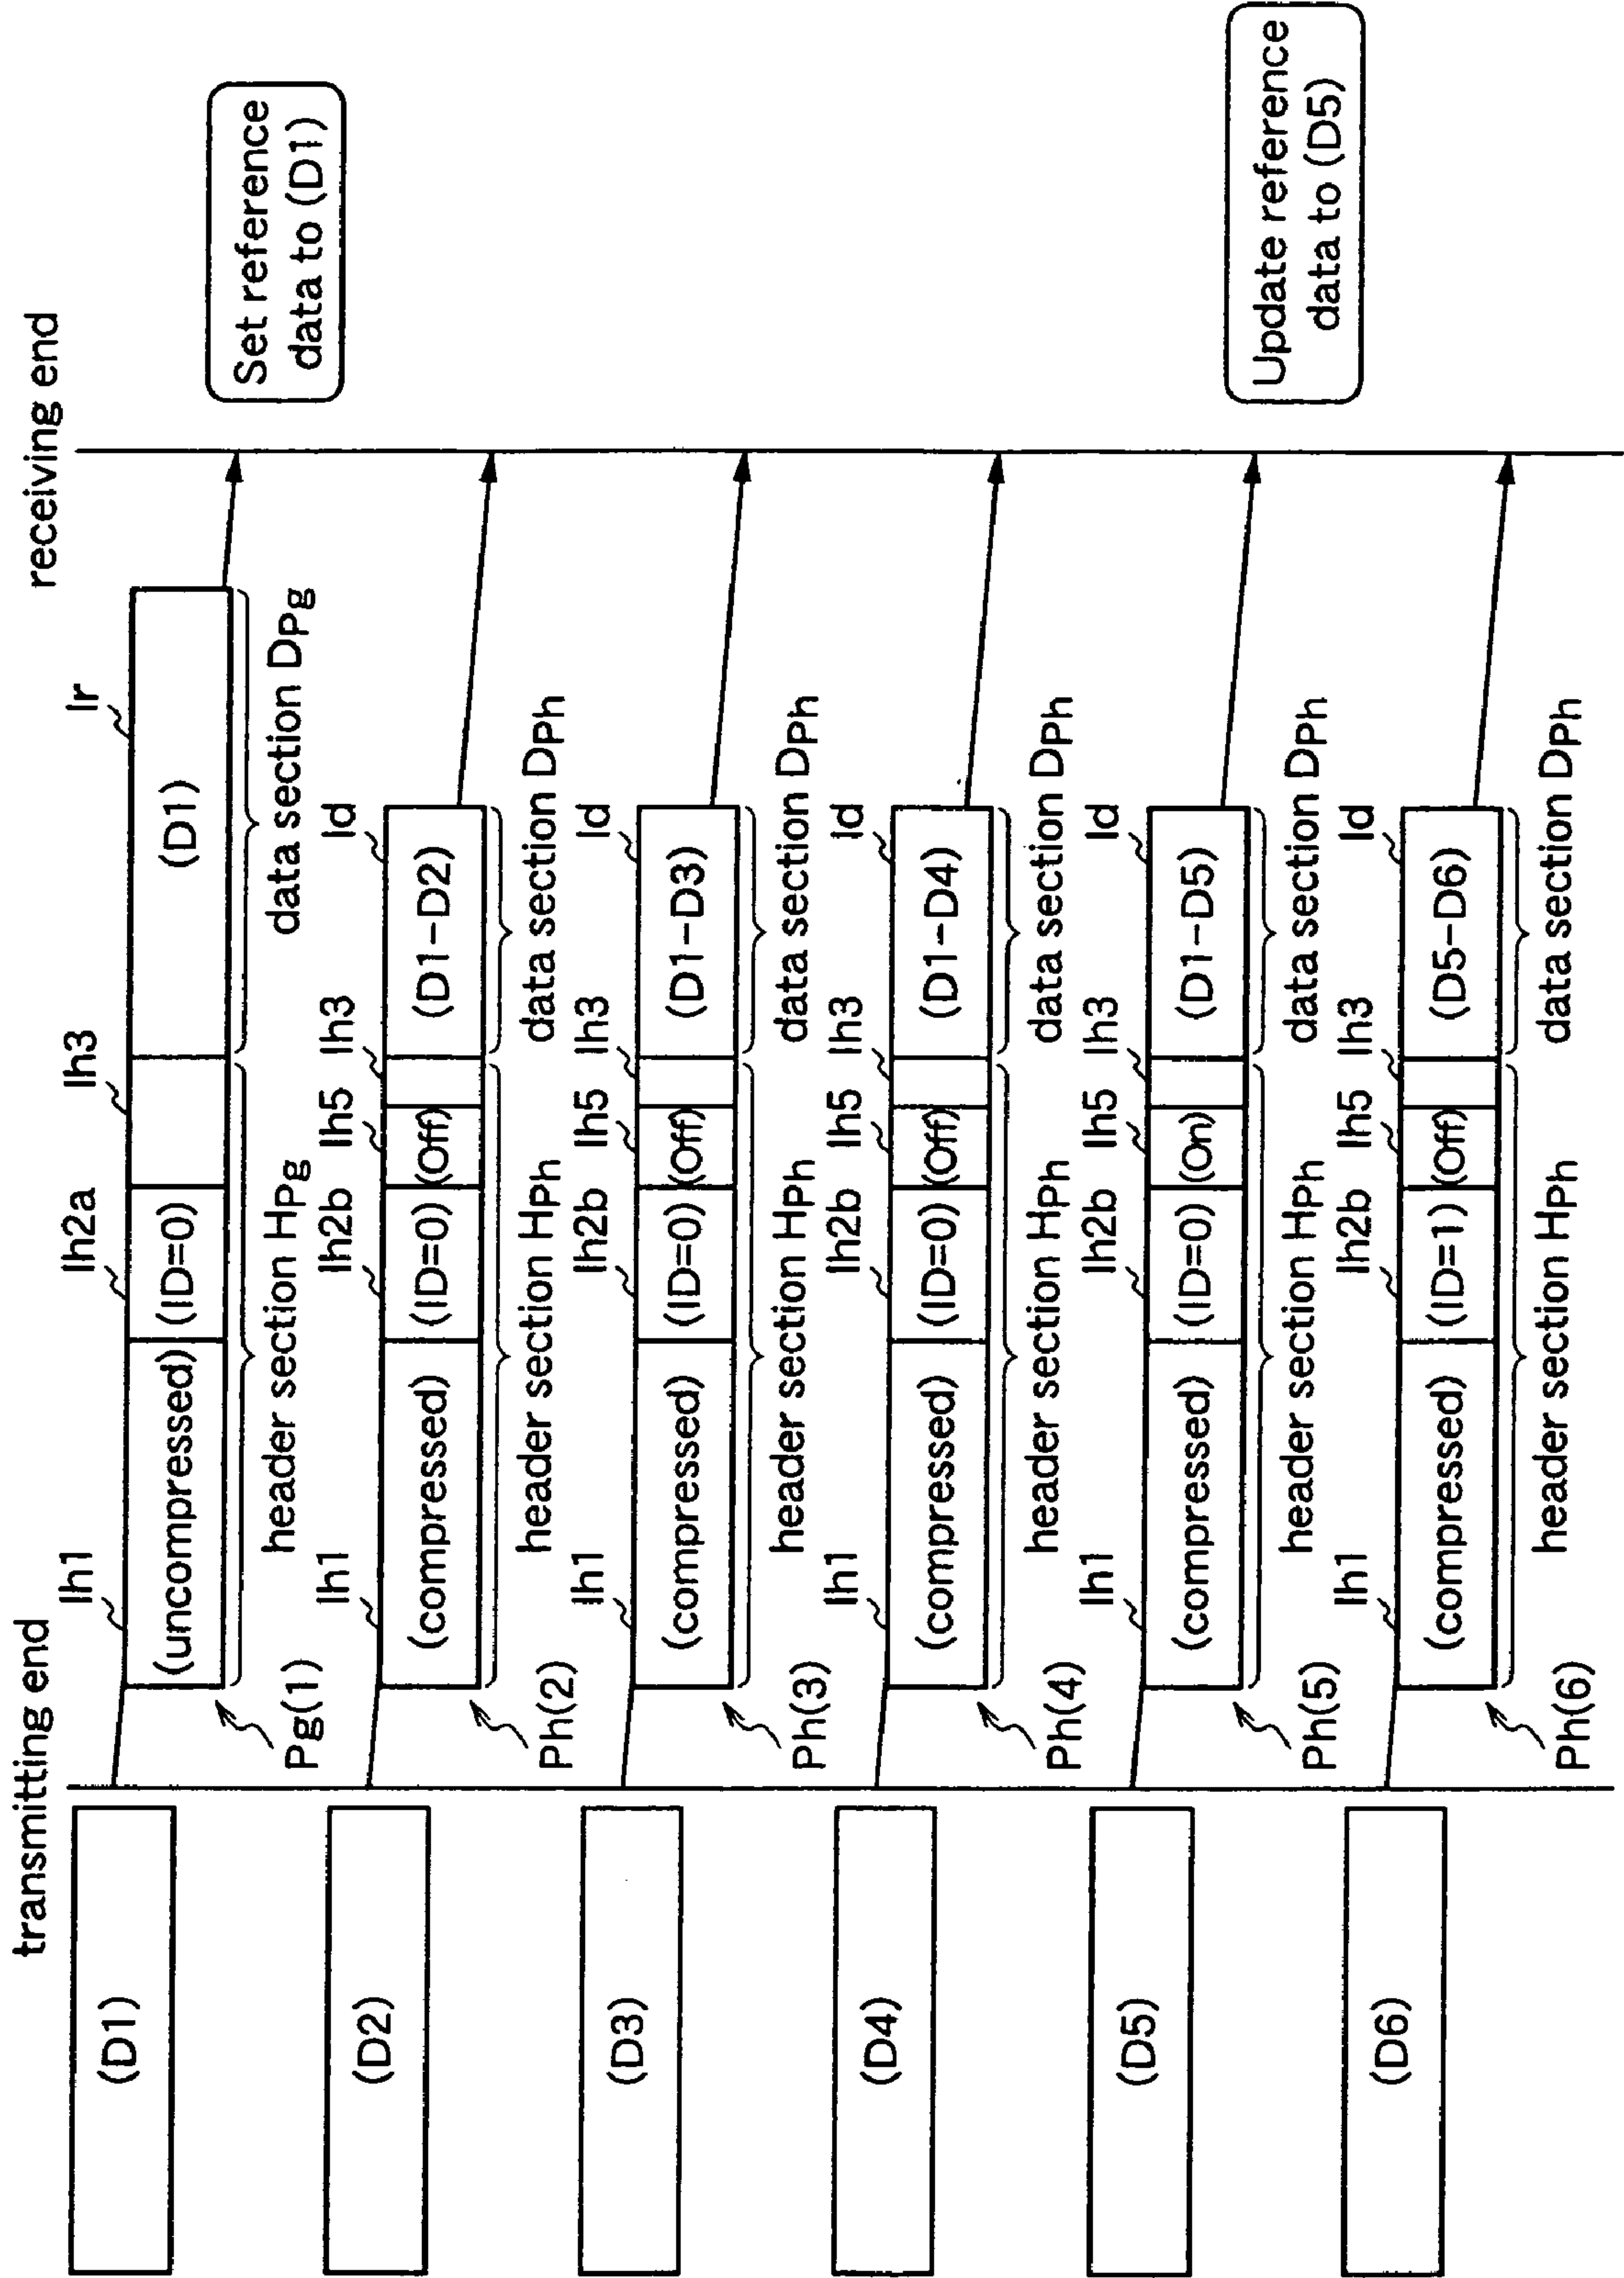 transmitting end
receiving end
(D1)
Ih1
Ih2a
Ih3
Ir
(uncompressed)
(ID=0)
(D1)
Pg(1)
header section HPg
data section DPg
Set reference
data to (D1)
(D2)
Ih1
Ih2b
Ih5
Ih3
Id
(compressed)
(ID=0)
(Off)
(D1-D2)
Ph(2)
header section HPh
data section DPh
(D3)
Ih1
Ih2b
Ih5
Ih3
Id
(compressed)
(ID=0)
(Off)
(D1-D3)
Ph(3)
header section HPh
data section DPh
(D4)
Ih1
Ih2b
Ih5
Ih3
Id
(compressed)
(ID=0)
(Off)
(D1-D4)
Ph(4)
header section HPh
data section DPh
(D5)
Ih1
Ih2b
Ih5
Ih3
Id
(compressed)
(ID=0)
(On)
(D1-D5)
Ph(5)
header section HPh
data section DPh
Update reference
data to (D5)
(D6)
Ih1
Ih2b
Ih5
Ih3
Id
(compressed)
(ID=1)
(Off)
(D5-D6)
Ph(6)
header section HPh
data section DPh